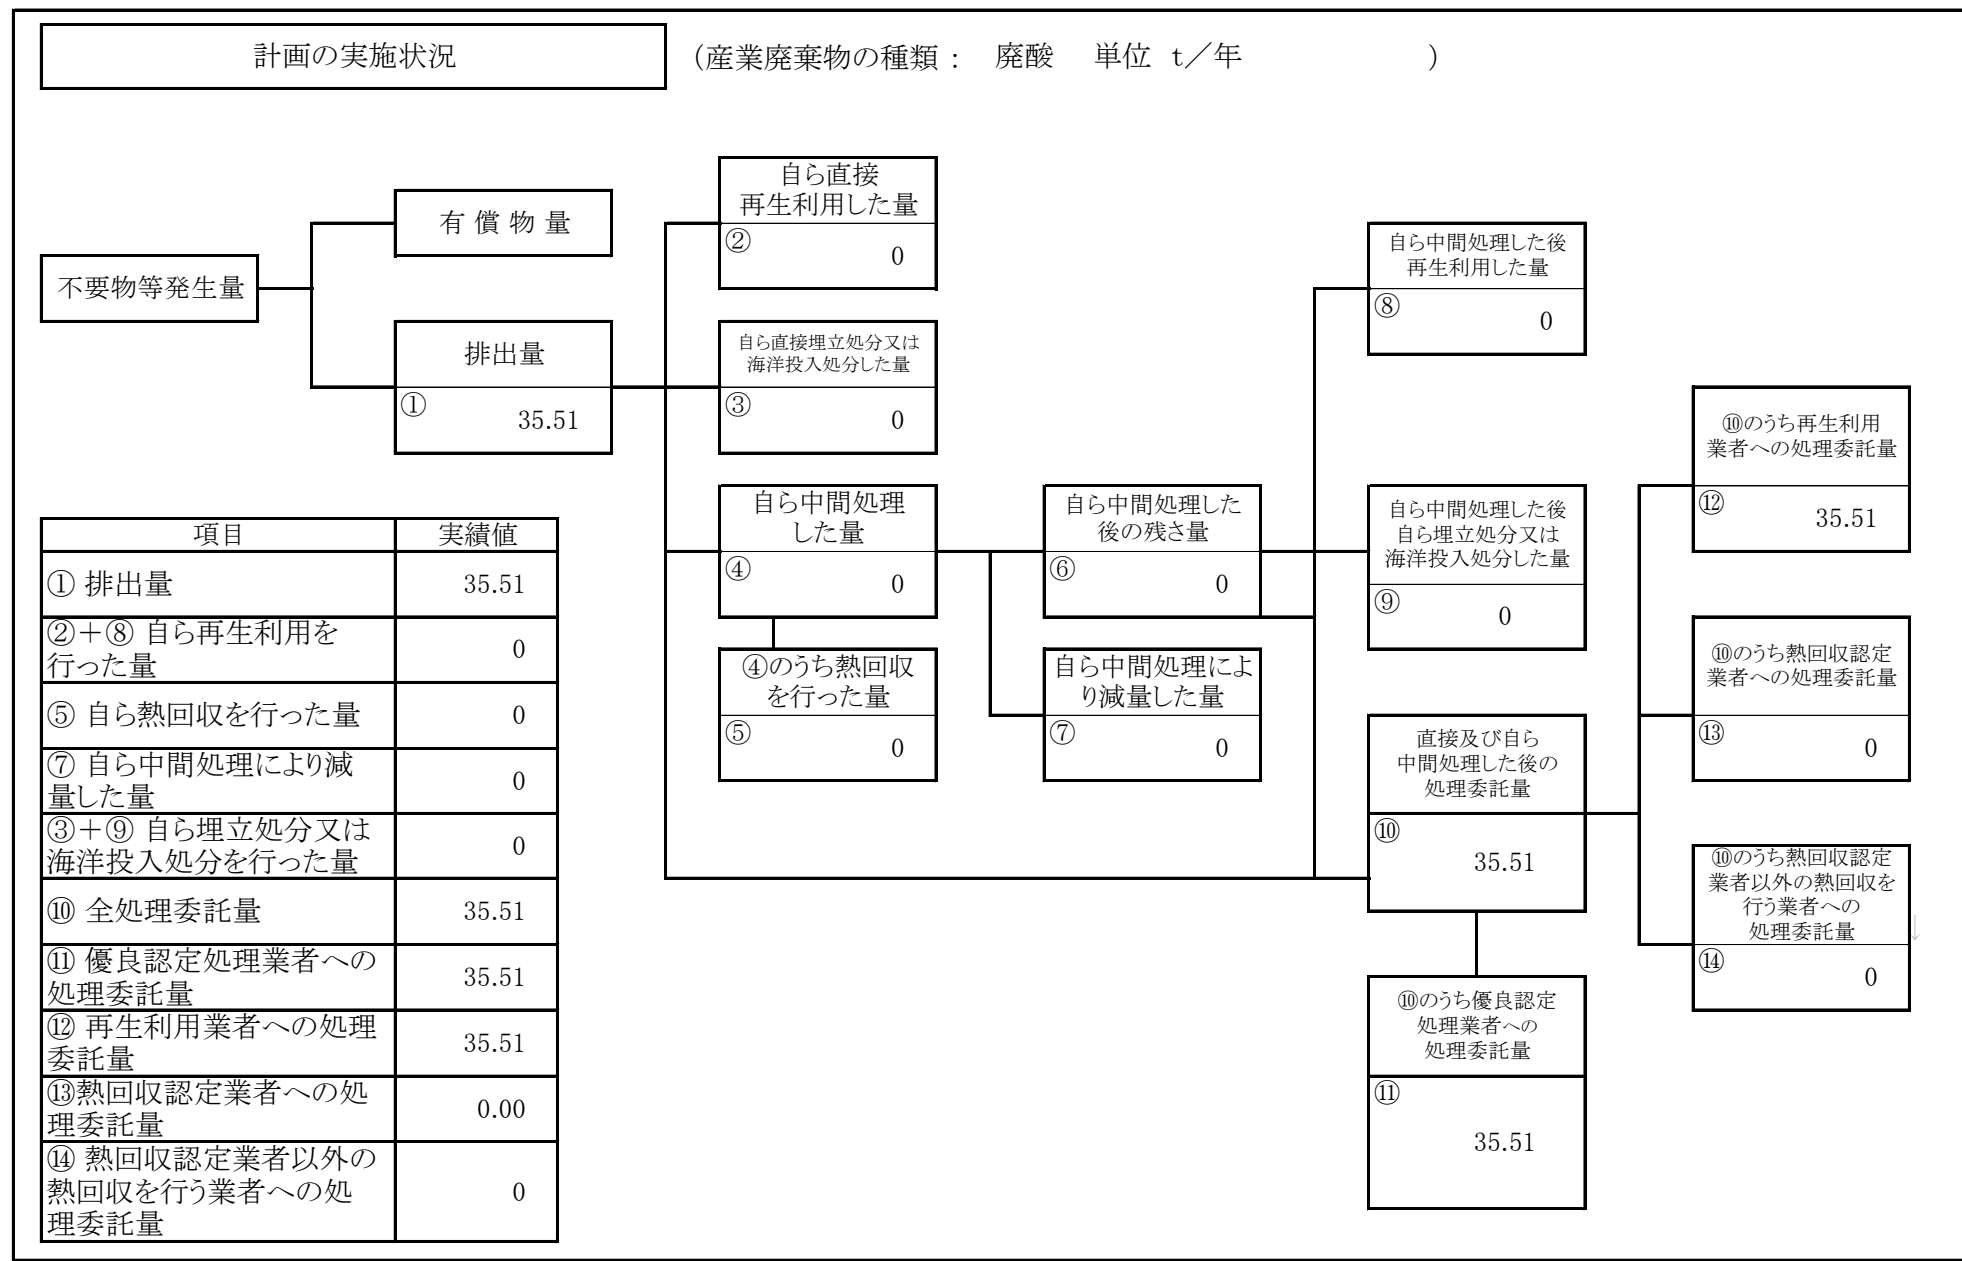 計画の実施状況
（産業廃棄物の種類： 廃酸 単位 t／年 ）
不要物等発生量
有 償 物 量
排出量
①
35.51
自ら直接
再生利用した量
②
0
自ら直接埋立処分又は
海洋投入処分した量
③
0
自ら中間処理
した量
④
0
④のうち熱回収
を行った量
⑤
0
自ら中間処理した
後の残さ量
⑥
0
自ら中間処理によ
り減量した量
⑦
0
自ら中間処理した後
再生利用した量
⑧
0
自ら中間処理した後
自ら埋立処分又は
海洋投入処分した量
⑨
0
直接及び自ら
中間処理した後の
処理委託量
⑩
35.51
⑩のうち優良認定
処理業者への
処理委託量
⑪
35.51
⑩のうち再生利用
業者への処理委託量
⑫
35.51
⑩のうち熱回収認定
業者への処理委託量
⑬
0
⑩のうち熱回収認定
業者以外の熱回収を
行う業者への
処理委託量
⑭
0
↓
項目 実績値
① 排出量 35.51
②＋⑧ 自ら再生利用を
行った量 0
⑤ 自ら熱回収を行った量 0
⑦ 自ら中間処理により減
量した量 0
③＋⑨ 自ら埋立処分又は
海洋投入処分を行った量 0
⑩ 全処理委託量 35.51
⑪ 優良認定処理業者への
処理委託量 35.51
⑫ 再生利用業者への処理
委託量 35.51
⑬熱回収認定業者への処
理委託量 0.00
⑭ 熱回収認定業者以外の
熱回収を行う業者への処
理委託量 0